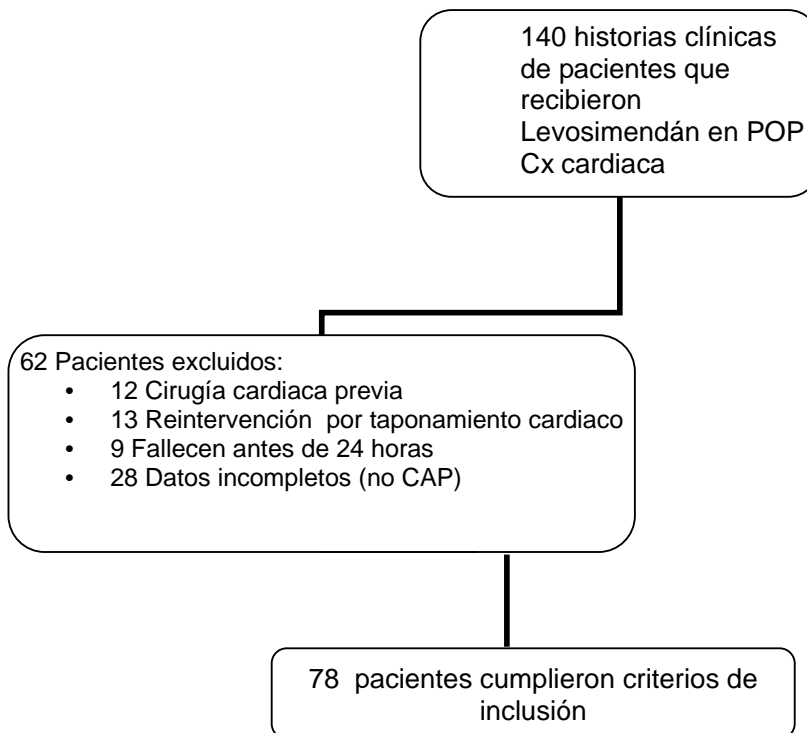 140 historias clínicas
de pacientes que
recibieron
Levosimendán en POP
Cx cardiaca
62 Pacientes excluidos:
• 12 Cirugía cardiaca previa
• 13 Reintervención por taponamiento cardiaco
• 9 Fallecen antes de 24 horas
• 28 Datos incompletos (no CAP)
78 pacientes cumplieron criterios de
inclusión